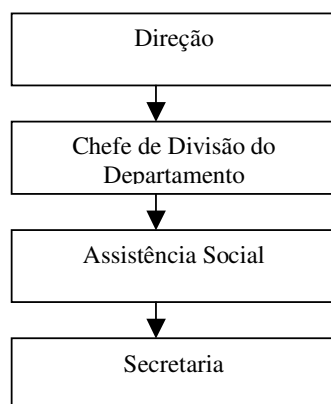 Direção
Chefe de Divisão do
Departamento
Assistência Social
Secretaria